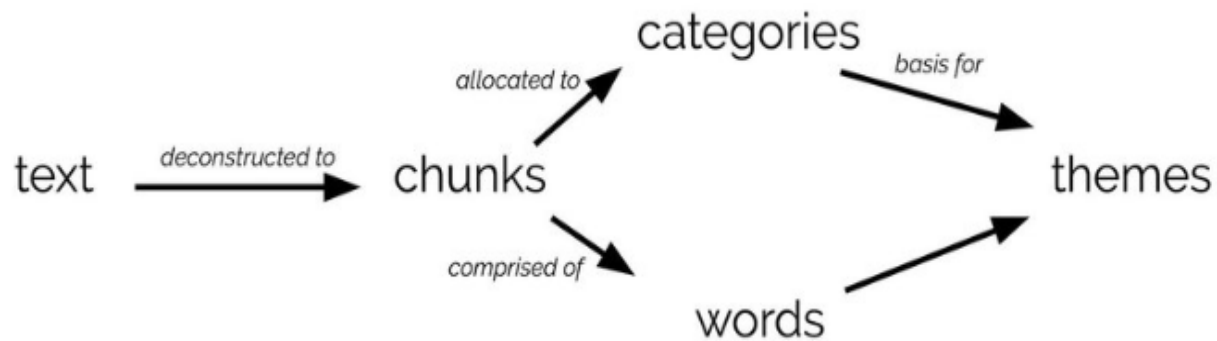 categories
allocated to
basis for
text
deconstructed to
chunks
themes
comprised of
words